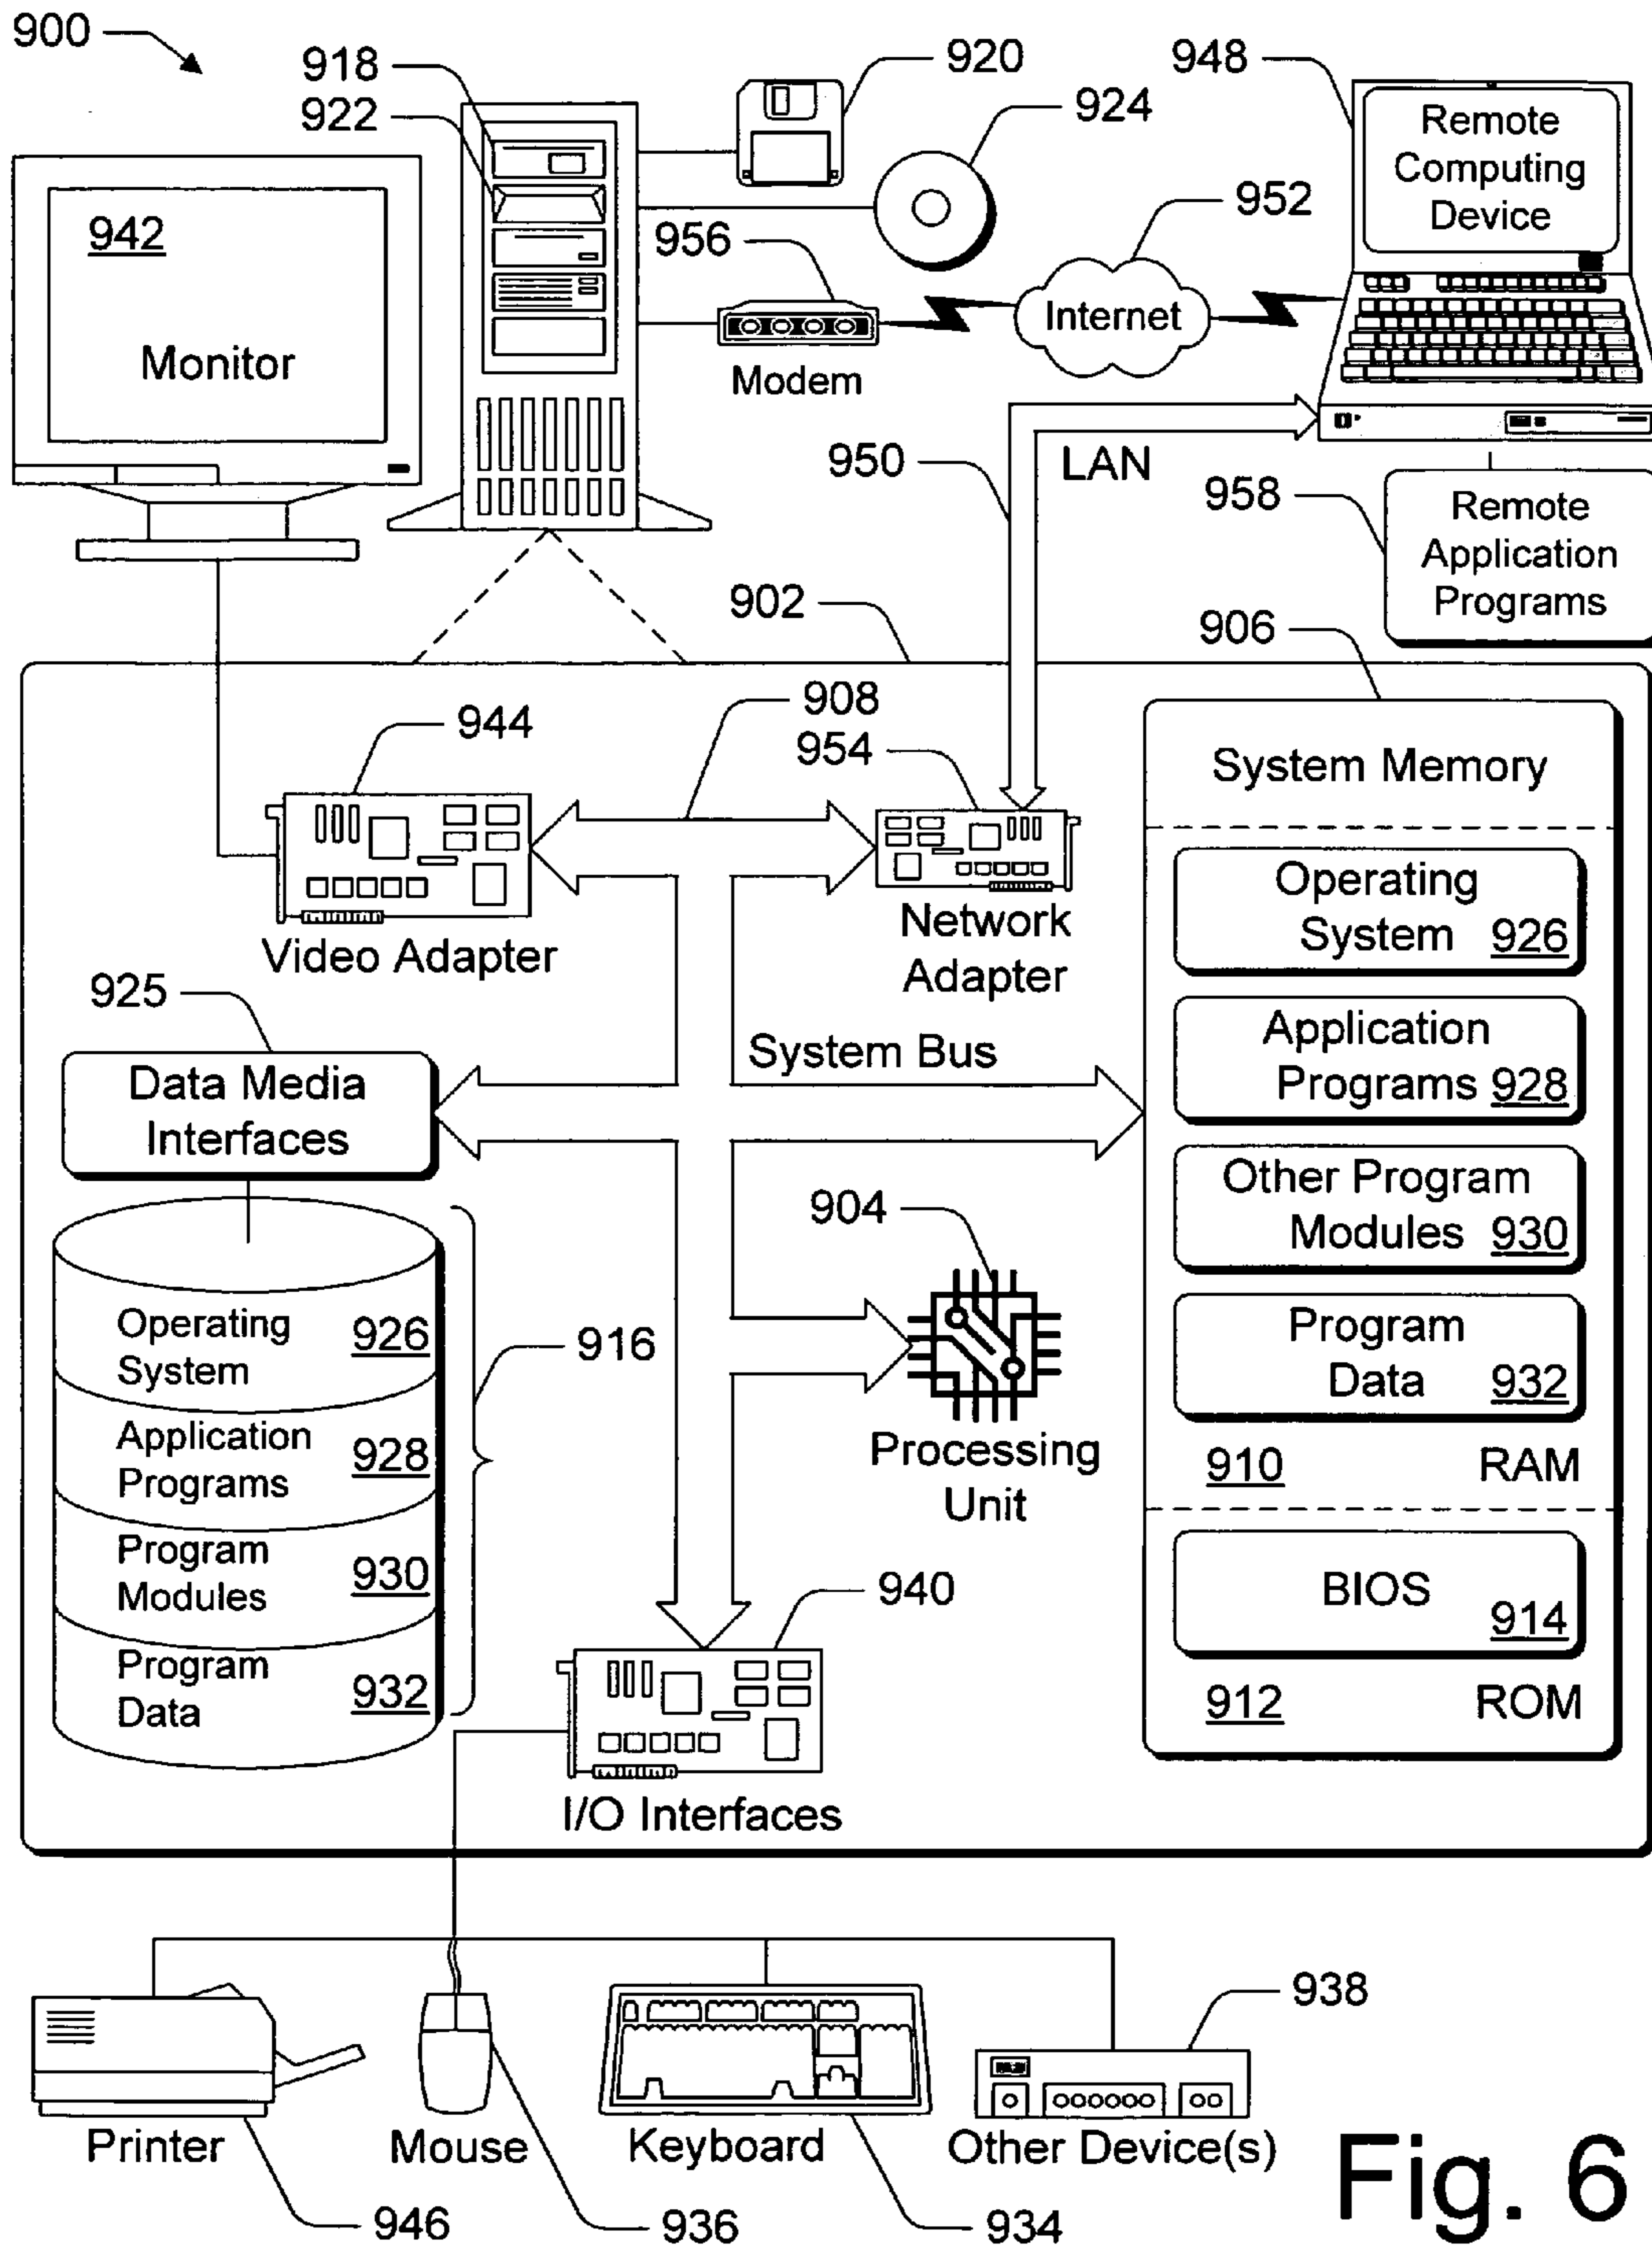 900
918
922
920
924
948
Remote
Computing
Device
942
Monitor
956
Modem
952
Internet
950
LAN
958
Remote
Application
Programs
902
906
944
Video Adapter
908
954
Network
Adapter
System Memory
Operating
System 926
Application
Programs 928
Other Program
Modules 930
Program
Data 932
910 RAM
BIOS
914
912 ROM
925
Data Media
Interfaces
System Bus
Operating
System 926
Application
Programs 928
Program
Modules 930
Program
Data 932
916
904
Processing
Unit
940
I/O Interfaces
938
Printer
Mouse
Keyboard
Other Device(s)
946
936
934
Fig. 6